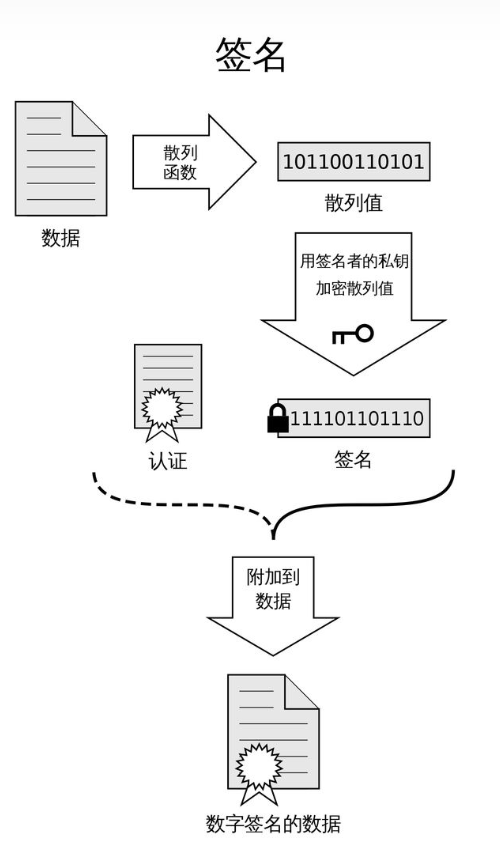 签名
散列
函数
101100110101
散列值
数据
用签名者的私钥
加密散列值
111101101110
认证
签名
附加到
数据
数字签名的数据